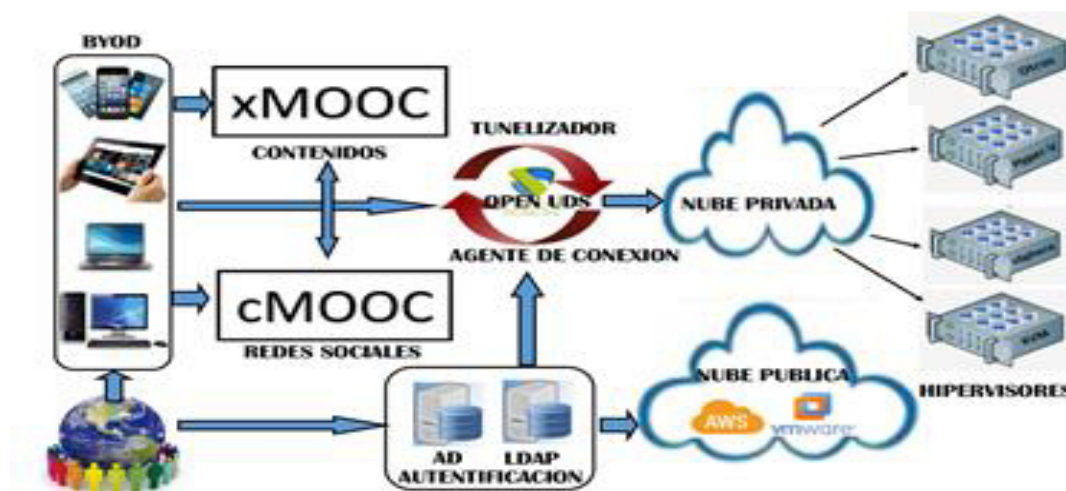 BYOD
xMOOC
CONTENIDOS
cMOOC
REDES SOCIALES
TUNELIZADOR
OPEN UDS
AGENTE DE CONEXION
NUBE PRIVADA
HIPERVISORES
AD
LDAP
AUTENTIFICACION
NUBE PUBLICA
AWS
vmware